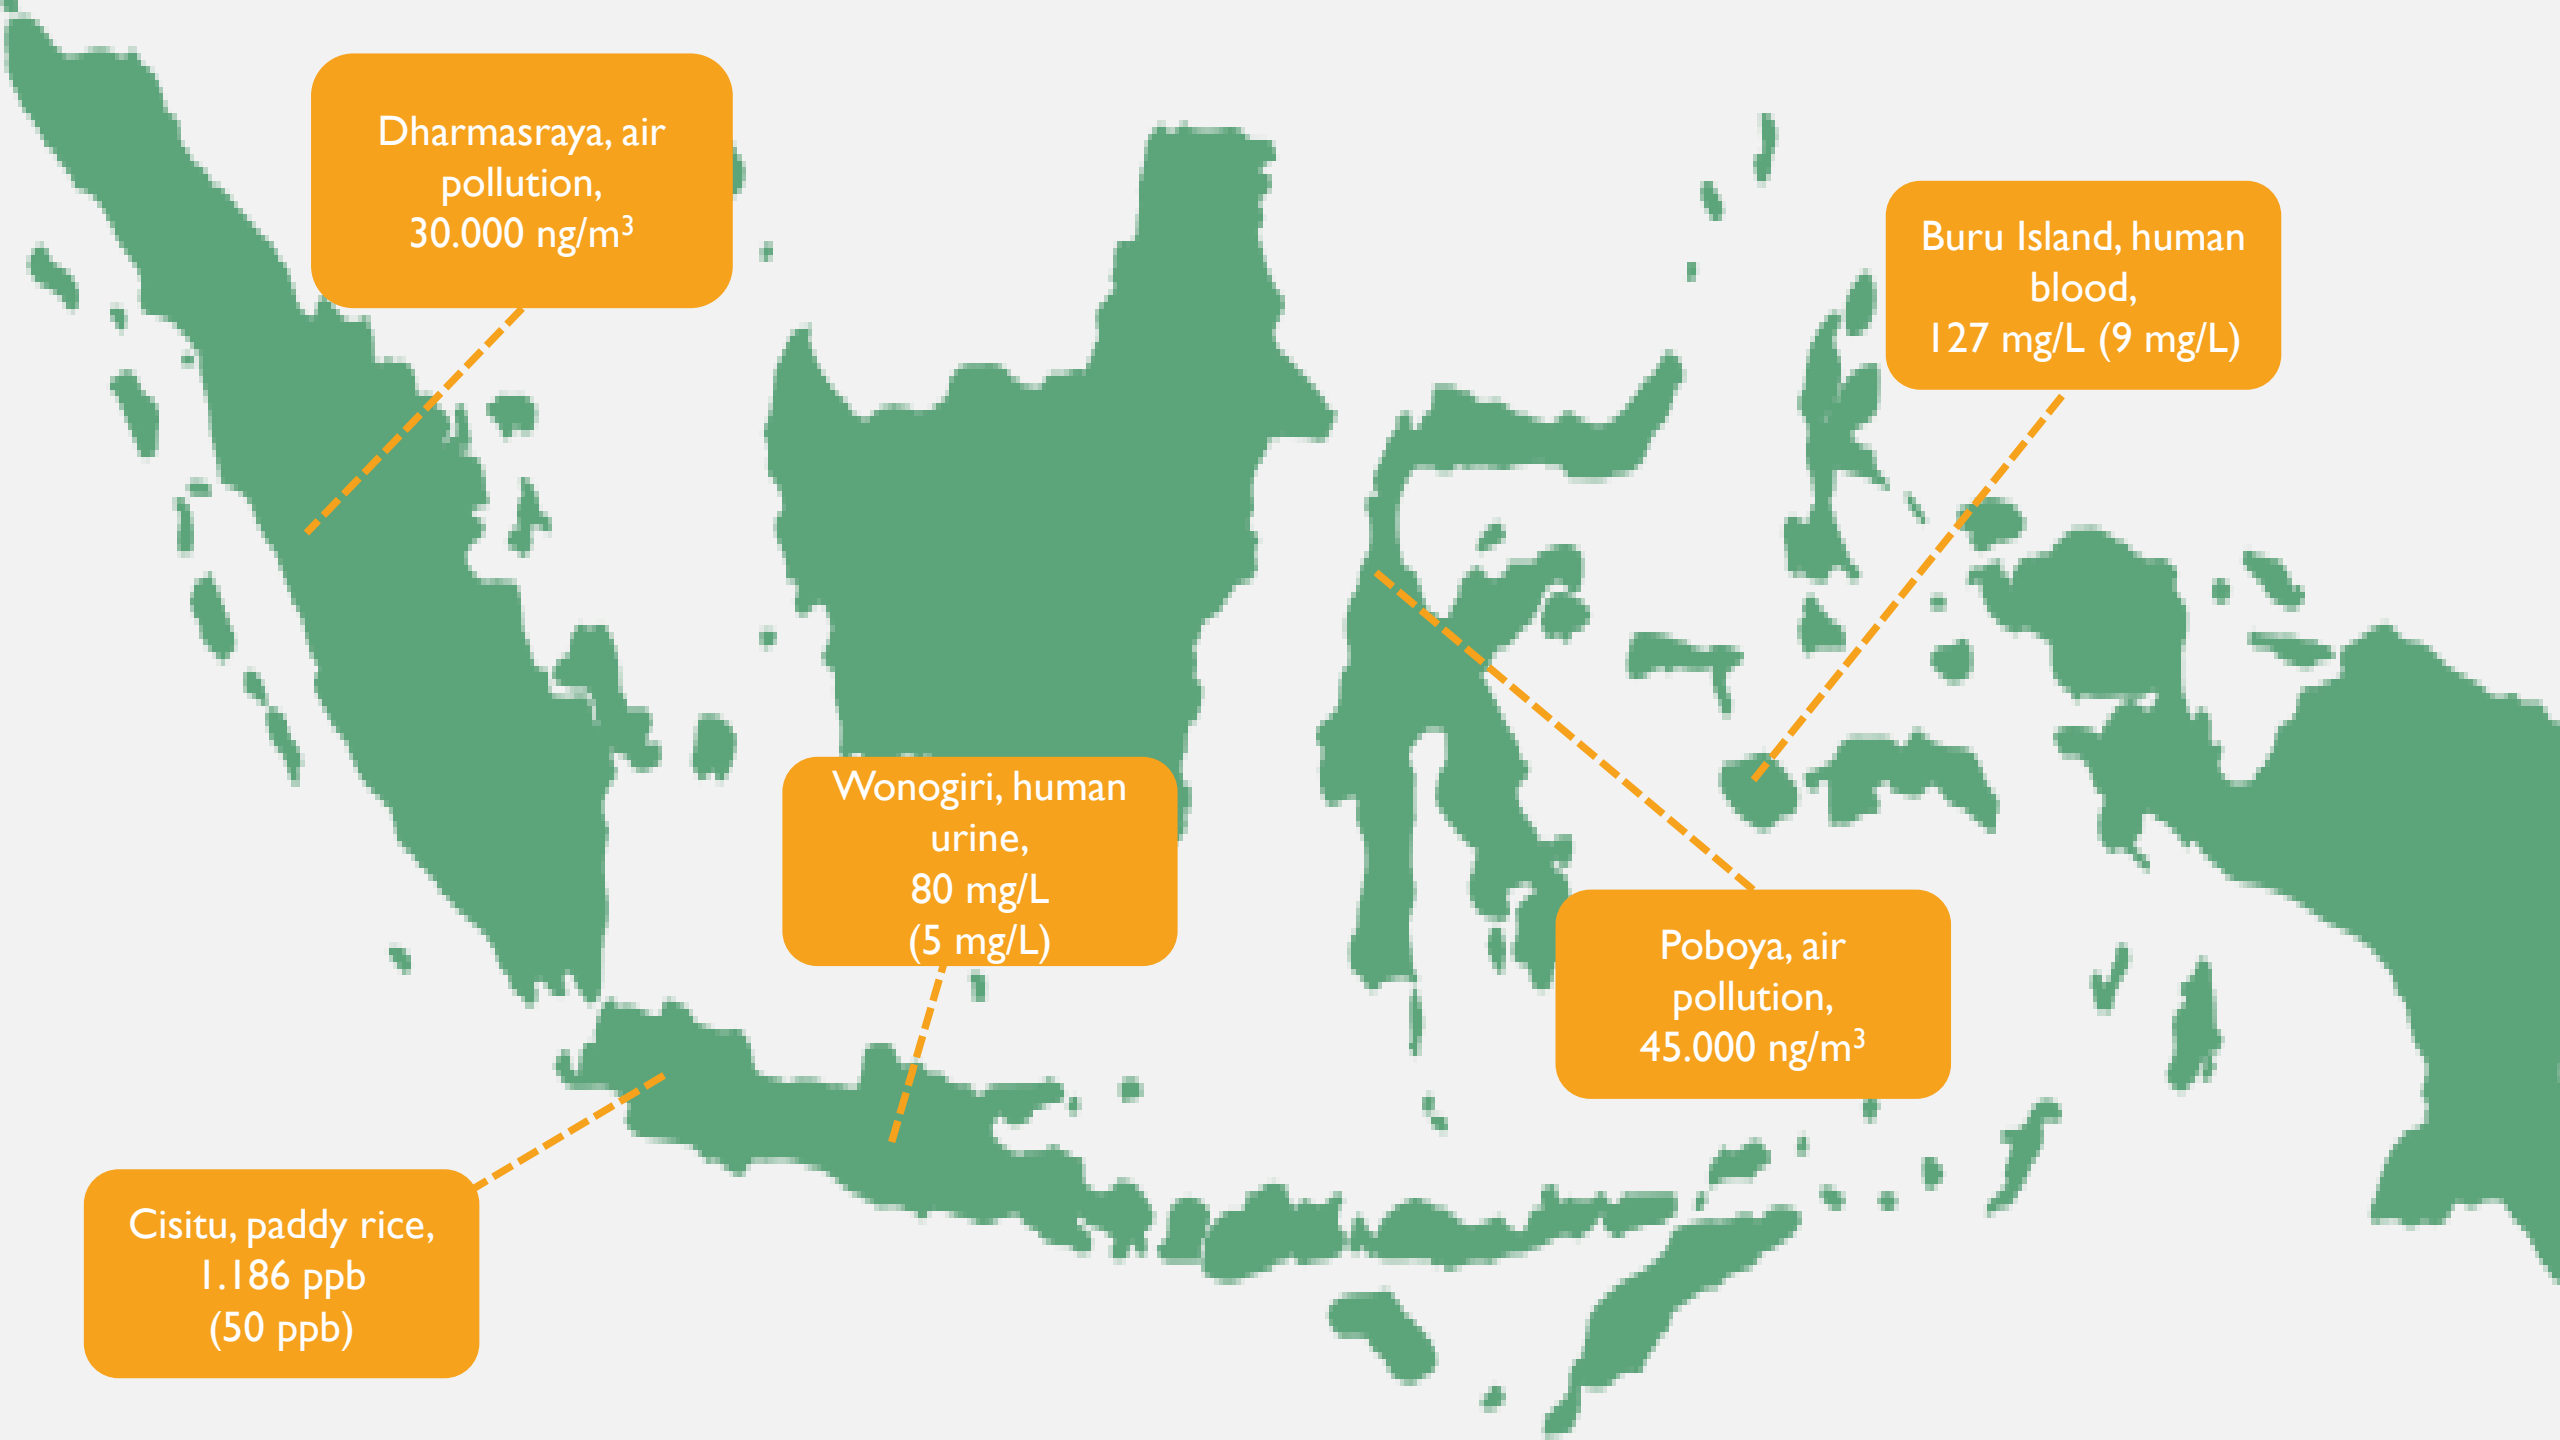 Dharmasraya, air
pollution,
30.000 ng/m³
Buru Island, human
blood,
127 mg/L (9 mg/L)
Wonogiri, human
urine,
80 mg/L
(5 mg/L)
Poboya, air
pollution,
45.000 ng/m³
Cisitu, paddy rice,
1.186 ppb
(50 ppb)